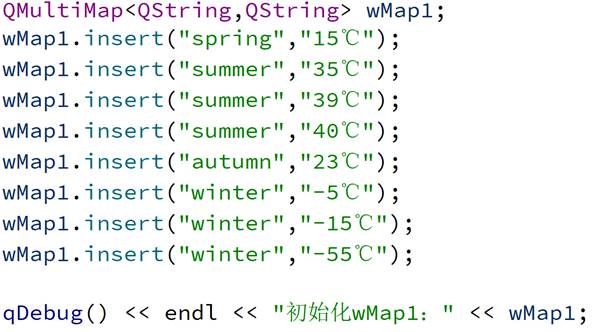 QMultiMap<QString,QString> wMap1;
wMap1.insert("spring","15℃");
wMap1.insert("summer","35℃");
wMap1.insert("summer","39℃");
wMap1.insert("summer","40℃");
wMap1.insert("autumn","23℃");
wMap1.insert("winter","-5℃");
wMap1.insert("winter","-15℃");
wMap1.insert("winter","-55℃");
qDebug() << endl << "初始化wMap1：" << wMap1;